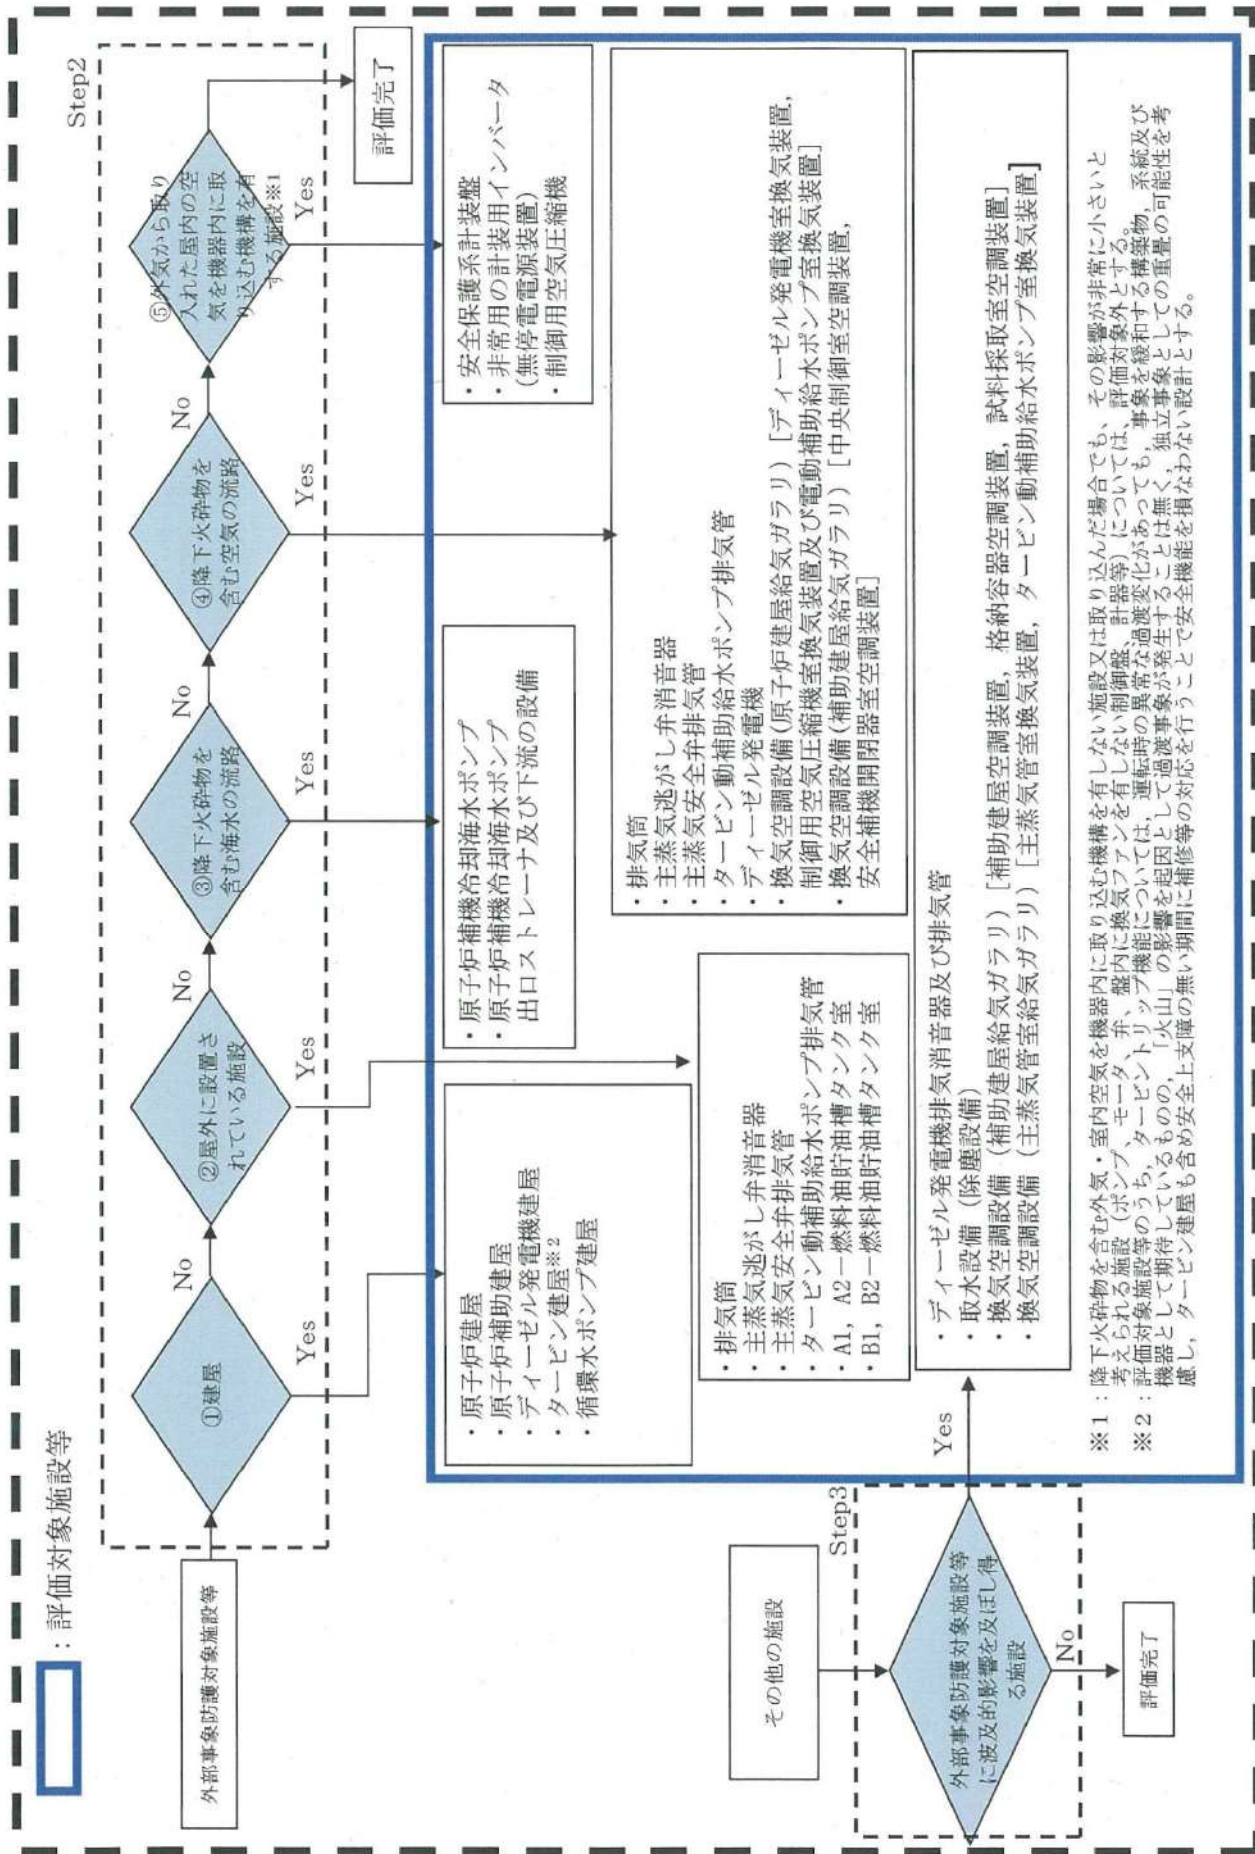 ：評価対象施設等
外部事象防護対象施設等
Step2
①建屋
No
Yes
②屋外に設置さ
れている施設
No
Yes
③降下火砕物を
含む海水の流路
No
Yes
④降下火砕物を
含む空気の流路
No
Yes
⑤外気から取り
入れた屋内の空
気を機器内に取
り込む機構を有
する施設※1
Yes
評価完了
・原子炉建屋
・原子炉補助建屋
・ディーゼル発電機建屋
・タービン建屋※2
・循環水ポンプ建屋
・原子炉補機冷却海水ポンプ
・原子炉補機冷却海水ポンプ
出口ストレーナ及び下流の設備
・安全保護系計装盤
・非常用の計装用インバータ
(無停電電源装置)
・制御用空気圧縮機
・排気筒
・主蒸気逃がし弁消音器
・主蒸気安全弁排気管
・タービン動補助給水ポンプ排気管
・A1，A2－燃料油貯油槽タンク室
・B1，B2－燃料油貯油槽タンク室
・排気筒
・主蒸気逃がし弁消音器
・主蒸気安全弁排気管
・タービン動補助給水ポンプ排気管
・ディーゼル発電機
・換気空調設備(原子炉建屋給気ガラリ)［ディーゼル発電機室換気装置，
制御用空気圧縮機室換気装置及び電動補助給水ポンプ室換気装置］
・換気空調設備(補助建屋給気ガラリ)［中央制御室空調装置，
安全補機開閉器室空調装置］
その他の施設
Step3
外部事象防護対象施設等
に波及的影響を及ぼし得
る施設
Yes
No
評価完了
・ディーゼル発電機排気消音器及び排気管
・取水設備（除塵設備）
・換気空調設備（補助建屋給気ガラリ）［補助建屋空調装置，格納容器空調装置，試料採取室空調装置］
・換気空調設備（主蒸気管室給気ガラリ）［主蒸気管室換気装置，タービン動補助給水ポンプ室換気装置］
※1：降下火砕物を含む外気・室内空気を機器内に取り込む機構を有しない施設又は取り込んだ場合でも、その影響が非常に小さいと
考えられる施設（ポンプ、モータ、弁、盤内に換気ファンを有しない制御盤、計器等）については、評価対象外とする。
※2：評価対象施設等のうち、タービントリップ機能については、運転時の異常な過渡変化があっても、事象を緩和する構築物，系統及び
機器として期待しているものの，「火山」の影響を起因として過渡事象が発生することは無く，独立事象としての重畳の可能性を考
慮し，タービン建屋も含め安全上支障の無い期間に補修等の対応を行うことで安全機能を損なわない設計とする。